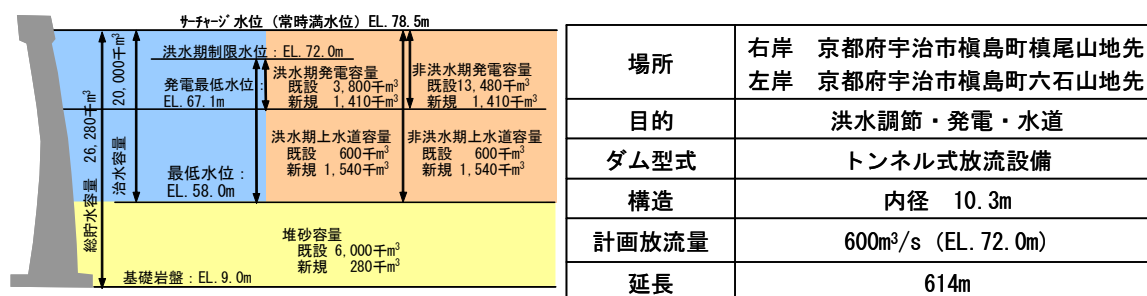 サーチャージ水位（常時満水位）EL.78.5m
総貯水容量 26,280千m³
治水容量 20,000千m³
洪水期制限水位：EL.72.0m
発電最低水位：
EL.67.1m
洪水期発電容量
既設 3,800千m³
新規 1,410千m³
非洪水期発電容量
既設13,480千m³
新規 1,410千m³
洪水期上水道容量
既設 600千m³
新規 1,540千m³
非洪水期上水道容量
既設 600千m³
新規 1,540千m³
最低水位：
EL.58.0m
堆砂容量
既設 6,000千m³
新規 280千m³
基礎岩盤：EL.9.0m
場所
右岸 京都府宇治市槇島町槙尾山地先
左岸 京都府宇治市槇島町六石山地先
目的 洪水調節・発電・水道
ダム型式 トンネル式放流設備
構造 内径 10.3m
計画放流量 600m³/s（EL.72.0m）
延長 614m